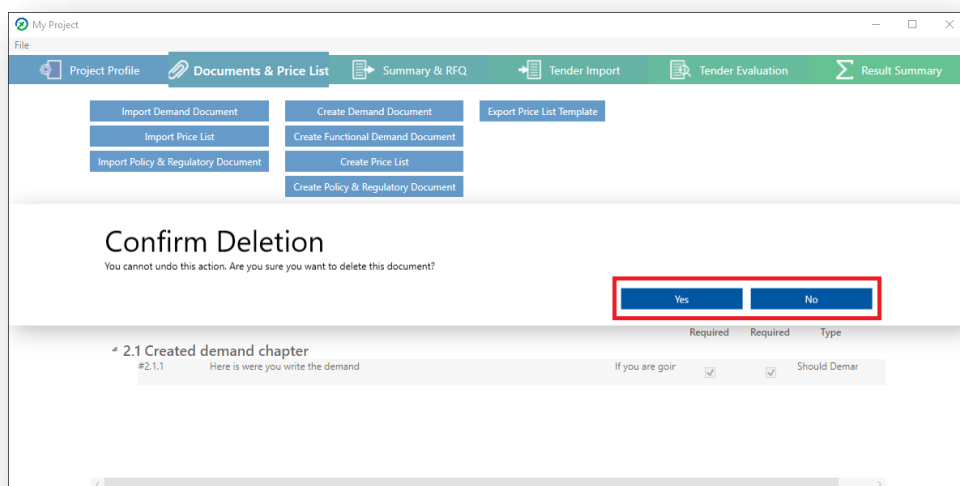 My Project
File
Project Profile
Documents & Price List
Summary & RFQ
Tender Import
Tender Evaluation
Result Summary
Import Demand Document
Create Demand Document
Export Price List Template
Import Price List
Create Functional Demand Document
Import Policy & Regulatory Document
Create Price List
Create Policy & Regulatory Document
Confirm Deletion
You cannot undo this action. Are you sure you want to delete this document?
Yes
No
Required
Required
Type
2.1 Created demand chapter
#2.1.1
Here is were you write the demand
If you are goir
Should Demar